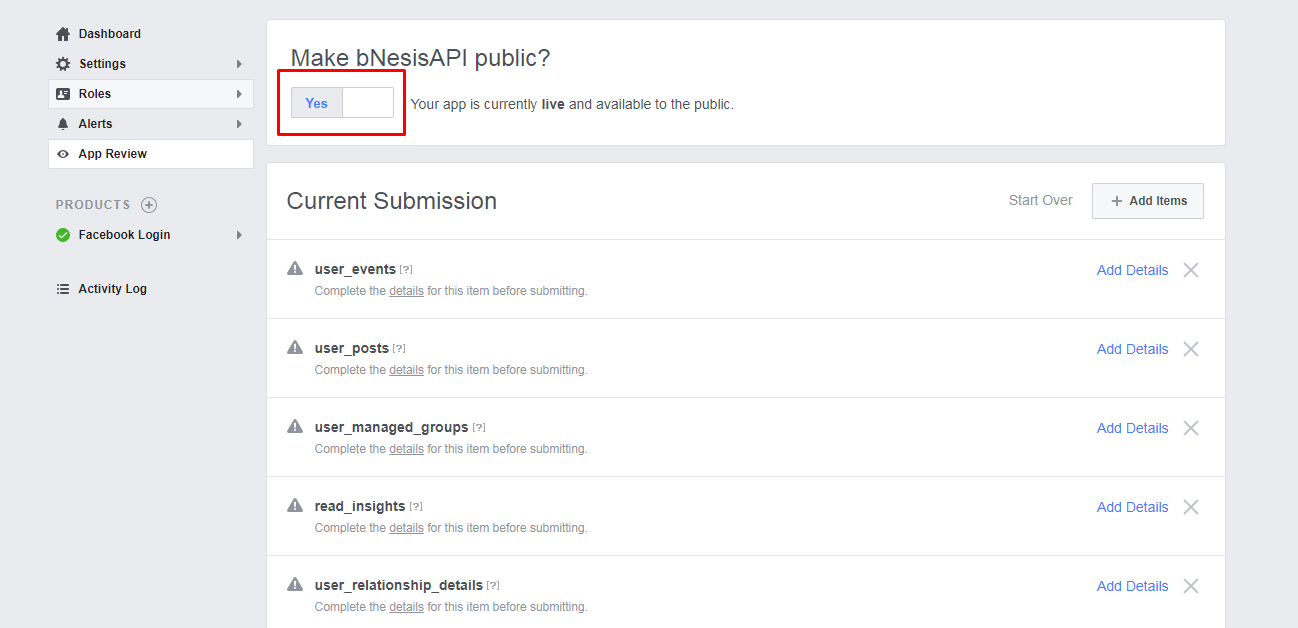 Dashboard
Settings
Roles
Alerts
App Review
PRODUCTS
Facebook Login
Activity Log
Make bNesisAPI public?
Yes
Your app is currently live and available to the public.
Current Submission
Start Over
Add Items
user_events [?]
Complete the details for this item before submitting.
Add Details
user_posts [?]
Complete the details for this item before submitting.
Add Details
user_managed_groups [?]
Complete the details for this item before submitting.
Add Details
read_insights [?]
Complete the details for this item before submitting.
Add Details
user_relationship_details [?]
Complete the details for this item before submitting.
Add Details